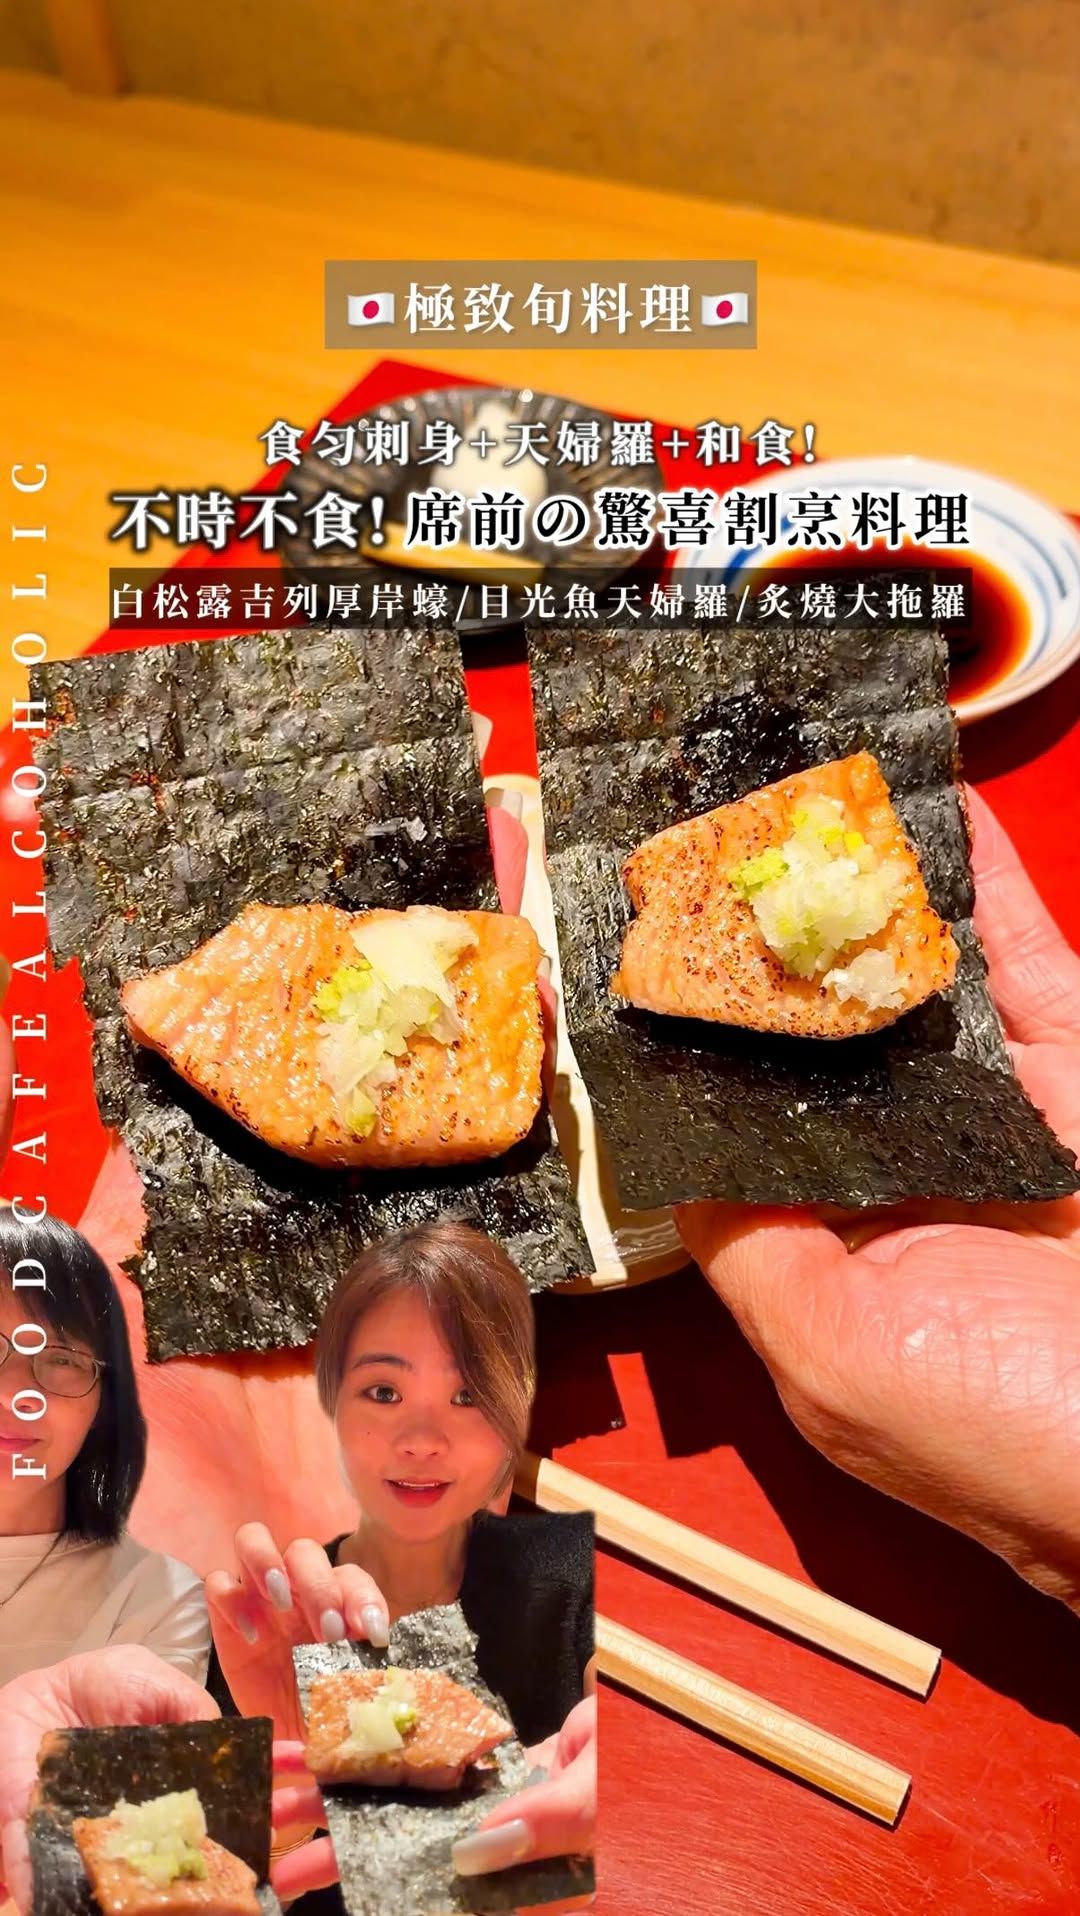 🇯🇵極致旬料理🇯🇵
食匀刺身+天婦羅+和食!
不時不食!席前の驚喜割烹料理
白松露吉列厚岸蠔/目光魚天婦羅/炙燒大拖羅
FOODCAFEALCOHOLIC